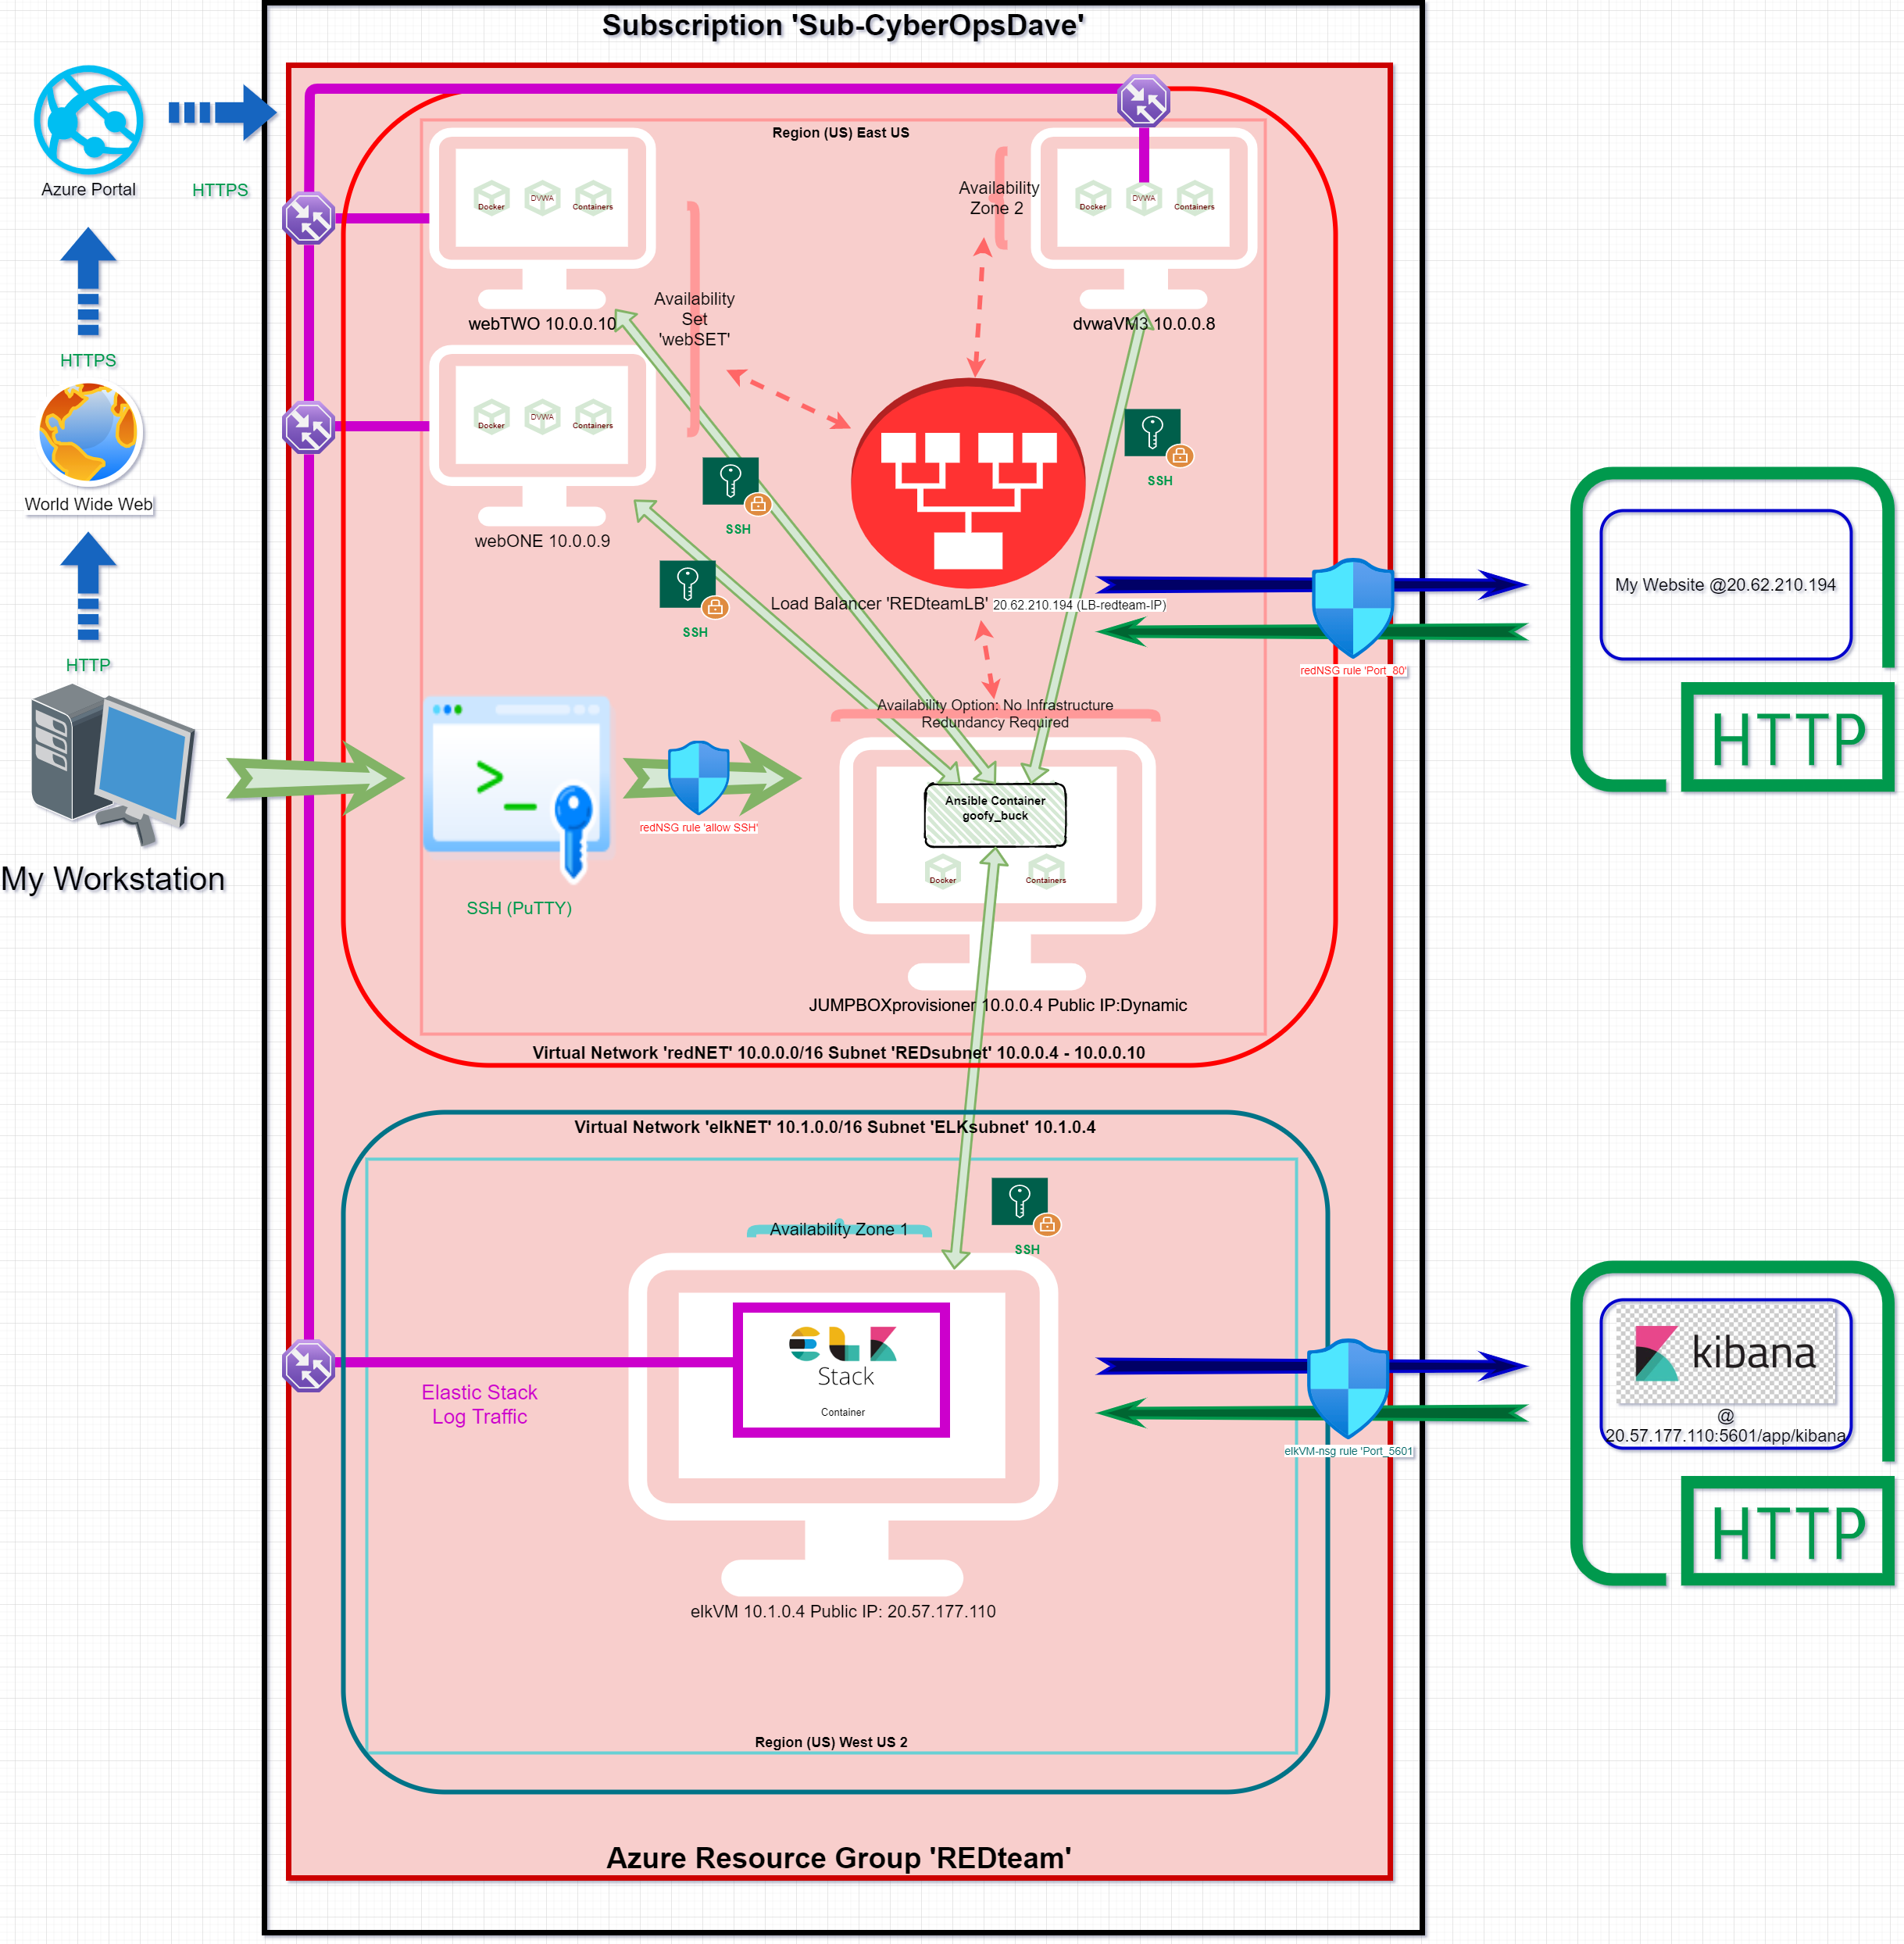 Subscription 'Sub-CyberOpsDave'
Azure Portal
HTTPS
HTTPS
World Wide Web
HTTP
My Workstation
Region (US) East US
Docker
DVWA
Containers
webTWO 10.0.0.10
Availability
Set
'webSET'
Availability
Zone 2
Docker
DVWA
Containers
dvwaVM3 10.0.0.8
Docker
DVWA
Containers
webONE 10.0.0.9
SSH
SSH
SSH
Load Balancer 'REDteamLB' 20.62.210.194 (LB-redteam-IP)
redNSG rule 'Port_80'
My Website @20.62.210.194
HTTP
Availability Option: No Infrastructure
Redundancy Required
>_
SSH (PuTTY)
redNSG rule 'allow SSH'
Ansible Container
goofy_buck
Docker
Containers
JUMPBOXprovisioner 10.0.0.4 Public IP:Dynamic
Virtual Network 'redNET' 10.0.0.0/16 Subnet 'REDsubnet' 10.0.0.4 - 10.0.0.10
Virtual Network 'elkNET' 10.1.0.0/16 Subnet 'ELKsubnet' 10.1.0.4
Availability Zone 1
SSH
ELK
Stack
Container
Elastic Stack
Log Traffic
elkVM-nsg rule 'Port_5601
kibana
@
20.57.177.110:5601/app/kibana
HTTP
elkVM 10.1.0.4 Public IP: 20.57.177.110
Region (US) West US 2
Azure Resource Group 'REDteam'